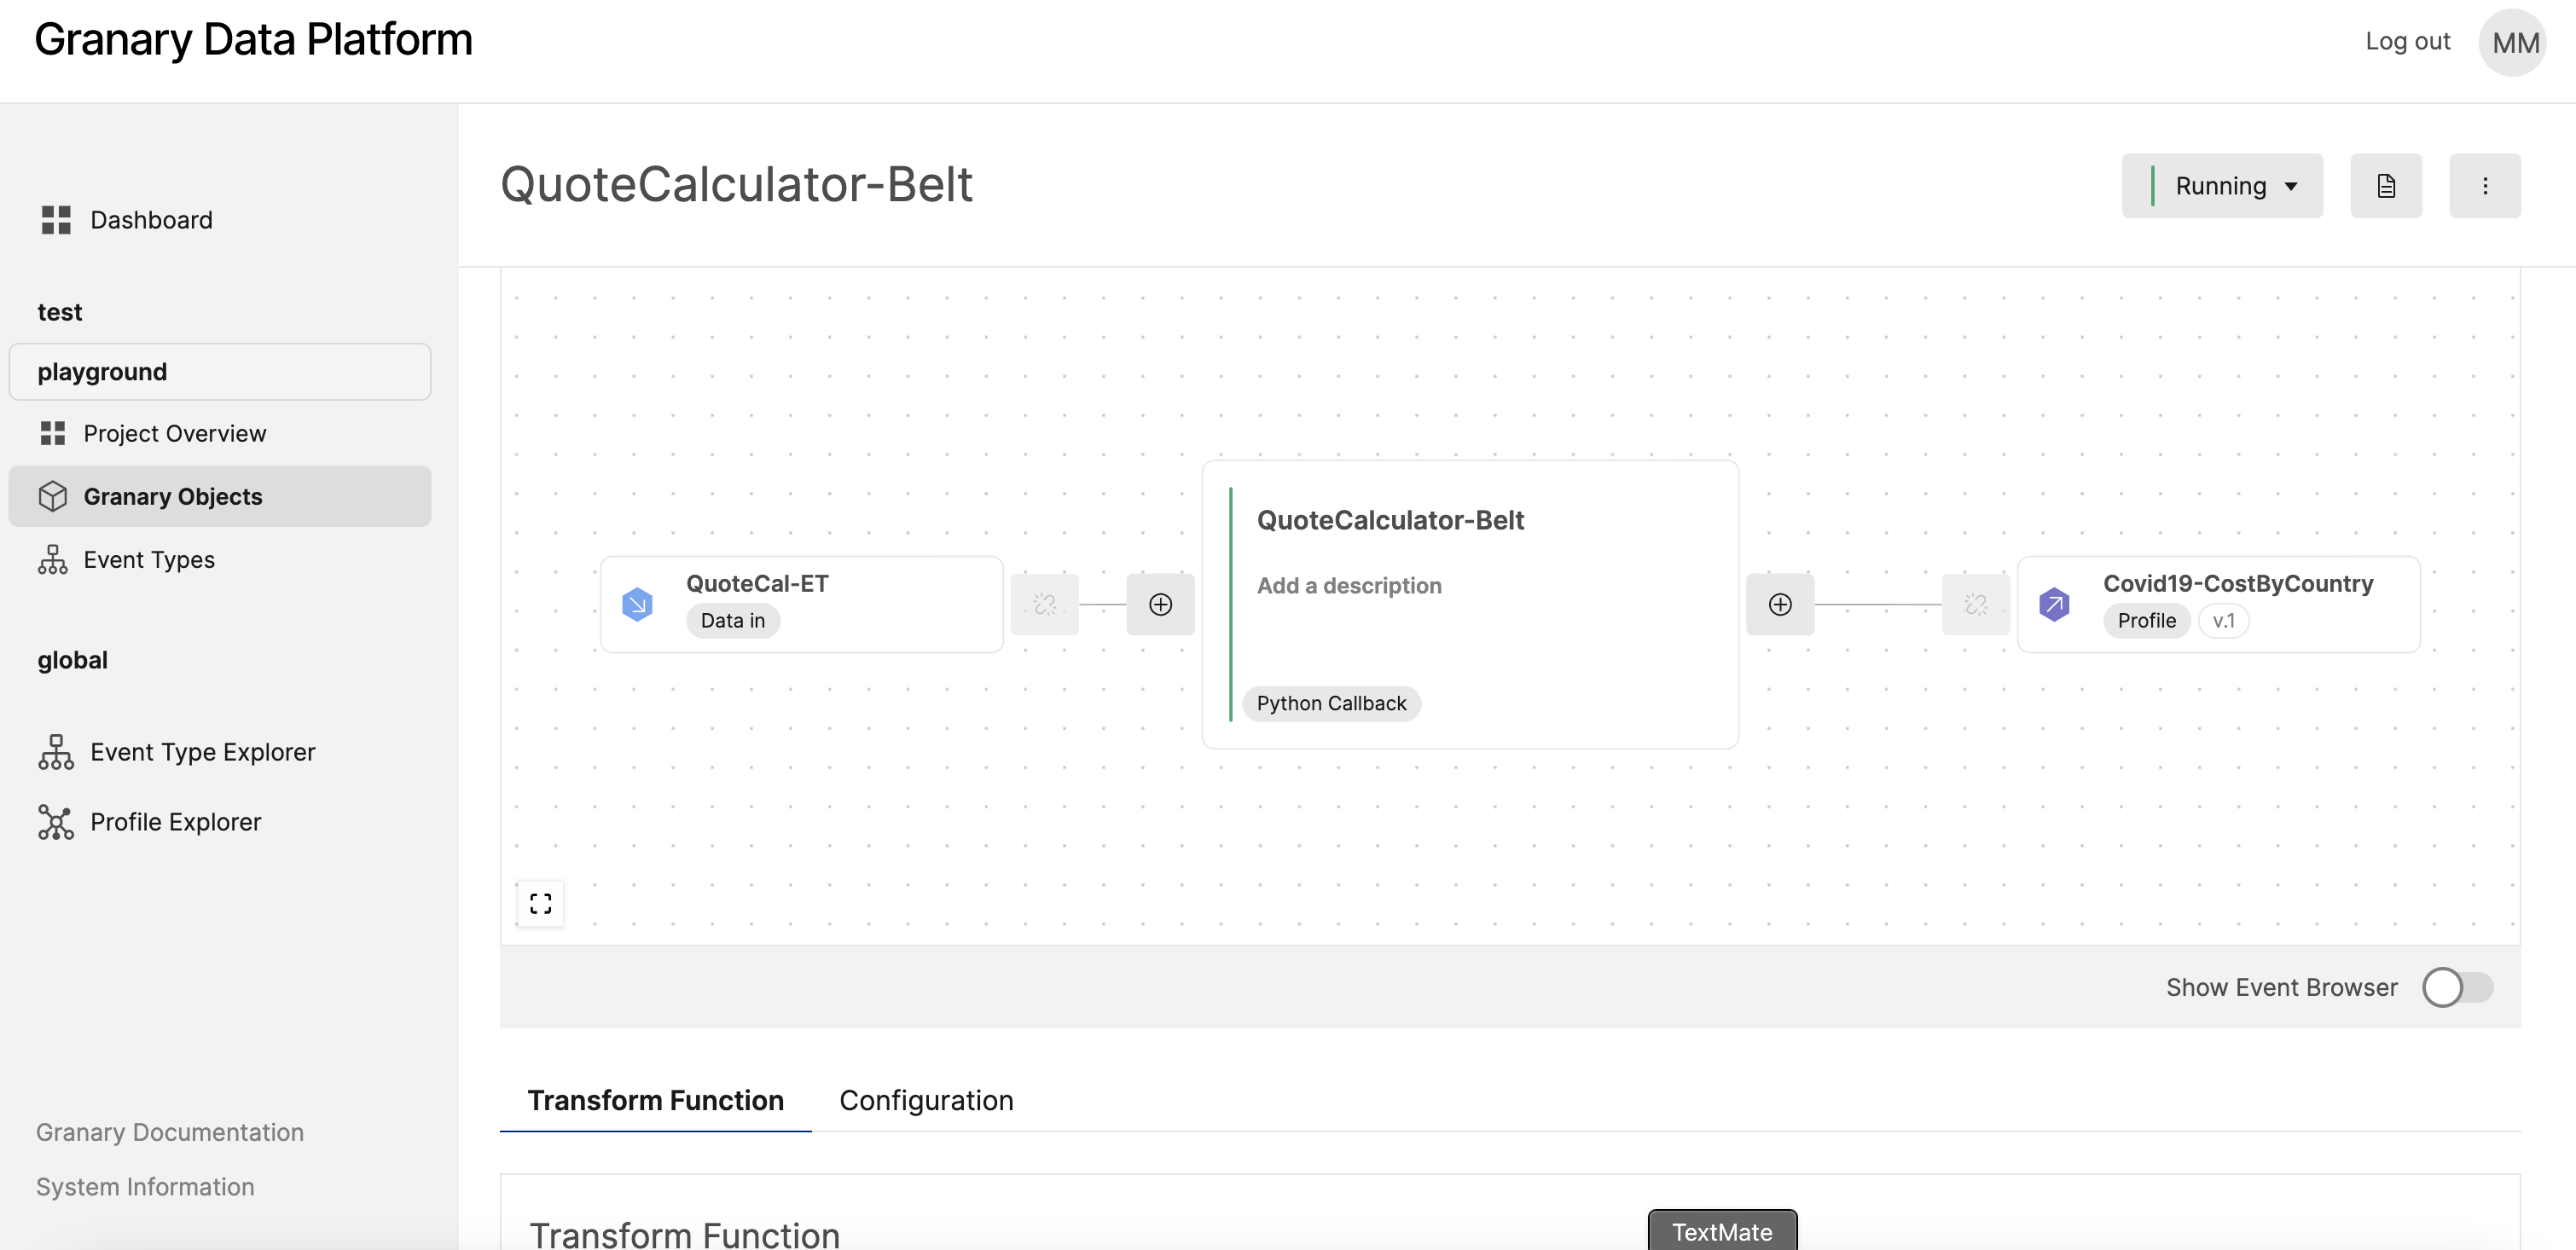 Granary Data Platform
Log out
MM
Dashboard
test
playground
Project Overview
Granary Objects
Event Types
global
Event Type Explorer
Profile Explorer
Granary Documentation
System Information
QuoteCalculator-Belt
Running
QuoteCal-ET
Data in
QuoteCalculator-Belt
Add a description
Python Callback
Covid19-CostByCountry
Profile
v.1
Show Event Browser
Transform Function
Configuration
Transform Function
TextMate